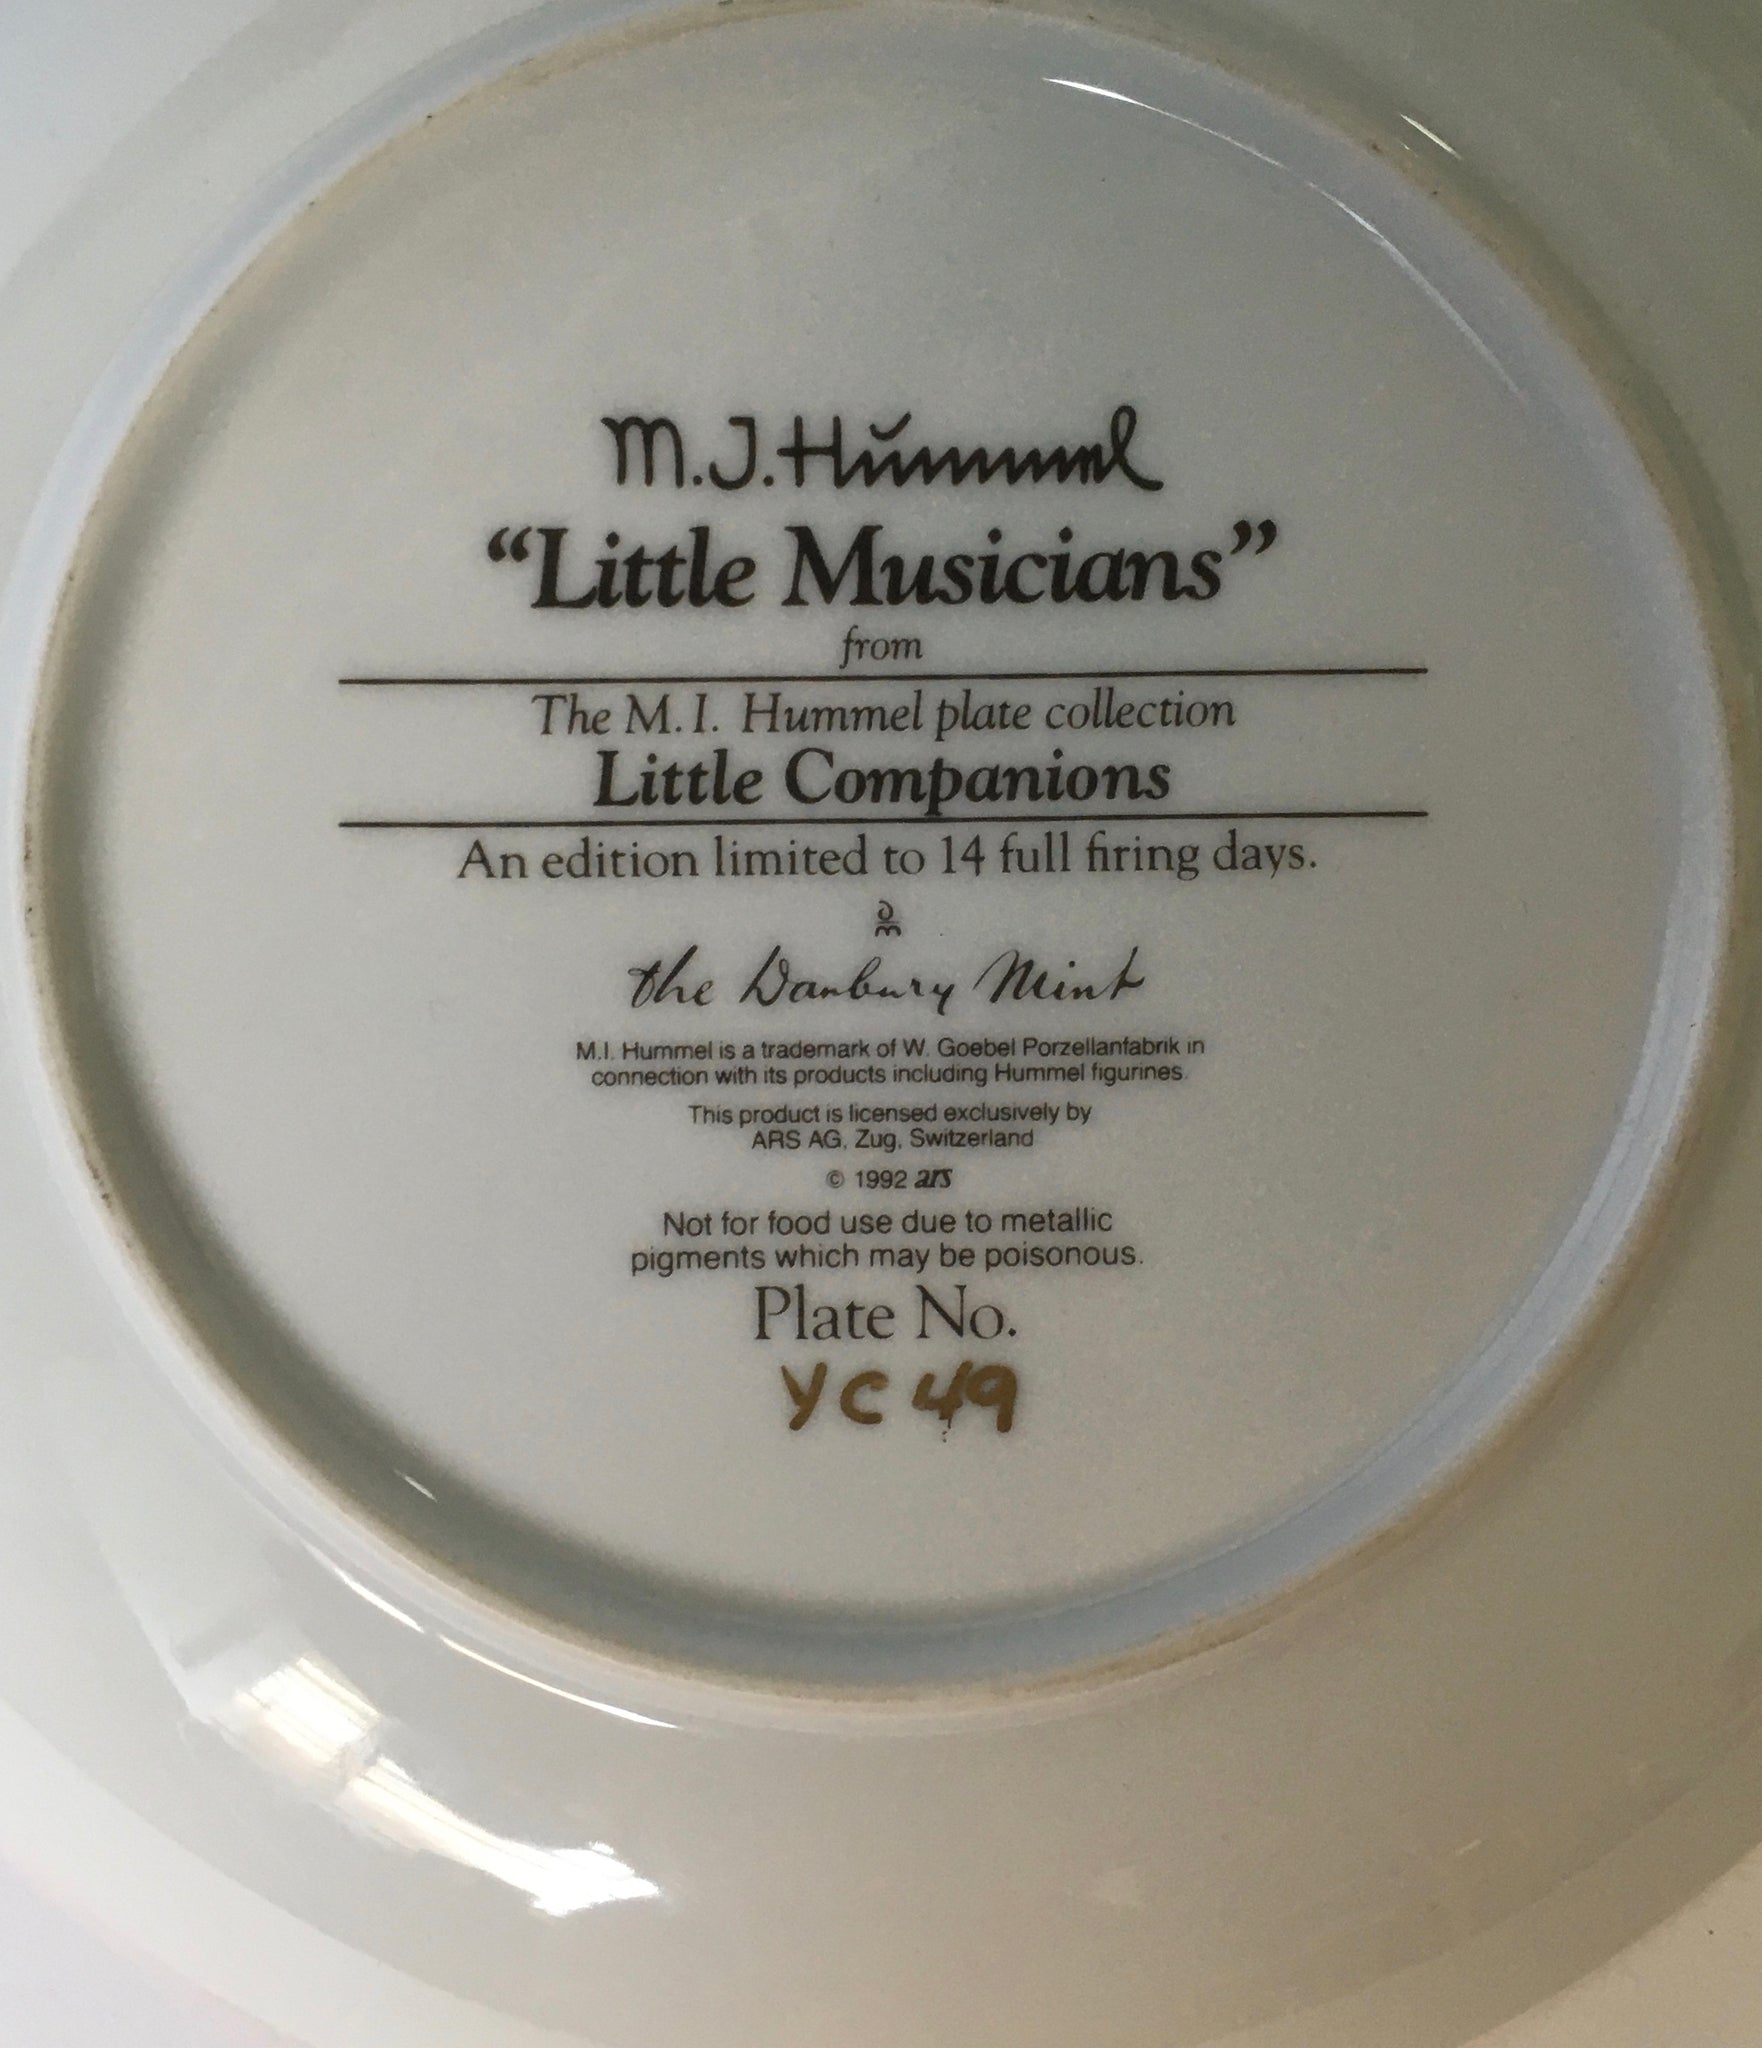 M.J. Hummel
“Little Musicians”
from
The M.I. Hummel plate collection
Little Companions
An edition limited to 14 full firing days.
the Danbury Mint
M.I. Hummel is a trademark of W. Goebel Porzellanfabrik in
connection with its products including Hummel figurines.
This product is licensed exclusively by
ARS AG, Zug, Switzerland
© 1992 ars
Not for food use due to metallic
pigments which may be poisonous.
Plate No.
YC49